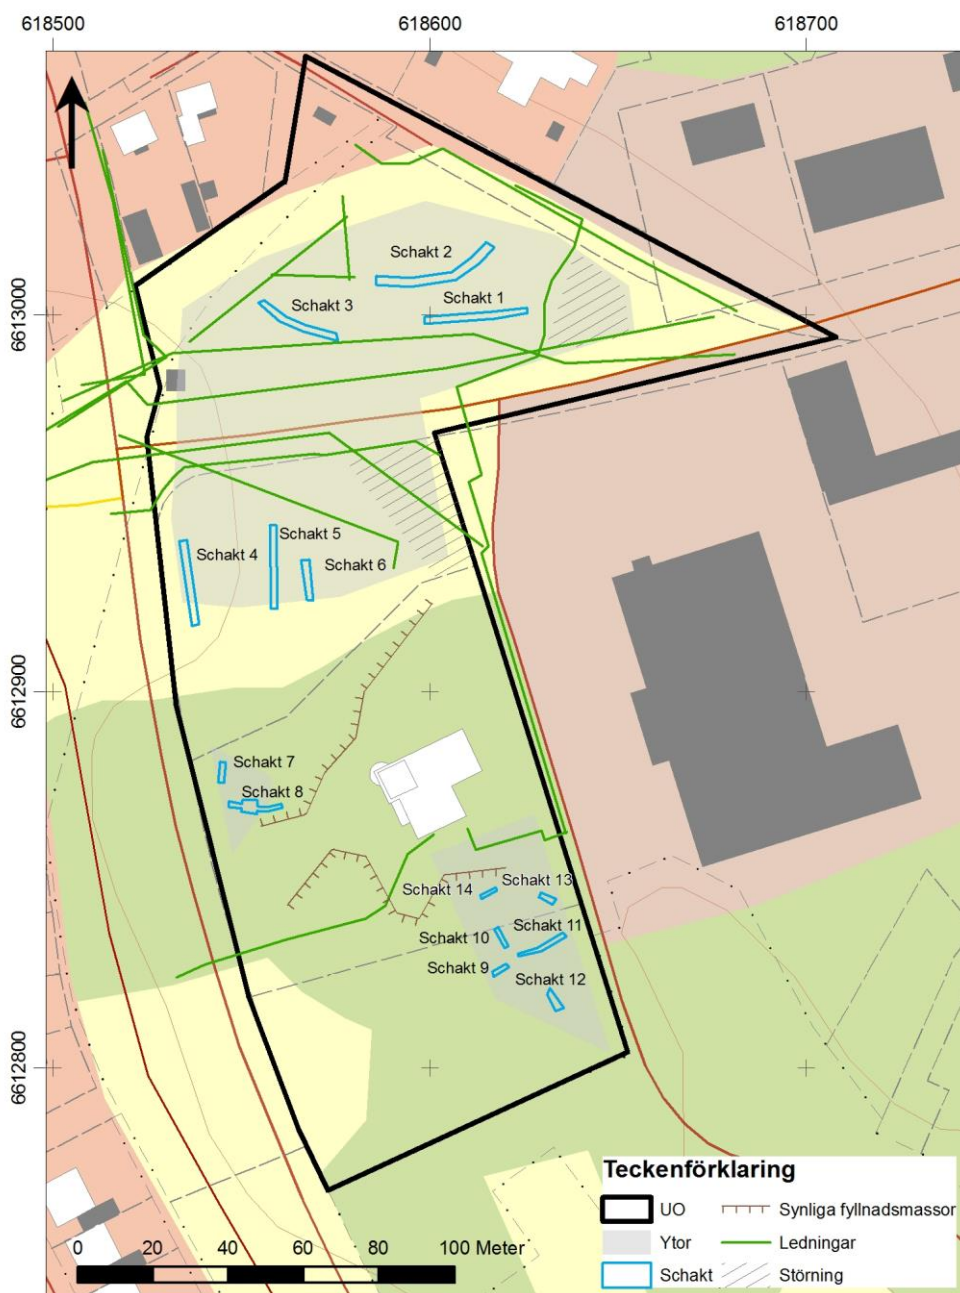 618500
618600
618700
6613000
6612900
6612800
Schakt 2
Schakt 3
Schakt 1
Schakt 5
Schakt 4
Schakt 6
Schakt 7
Schakt 8
Schakt 14
Schakt 13
Schakt 11
Schakt 10
Schakt 9
Schakt 12
Teckenförklaring
UO
Synliga fyllnadsmassor
Ytor
Ledningar
Schakt
Störning
0 20 40 60 80 100 Meter